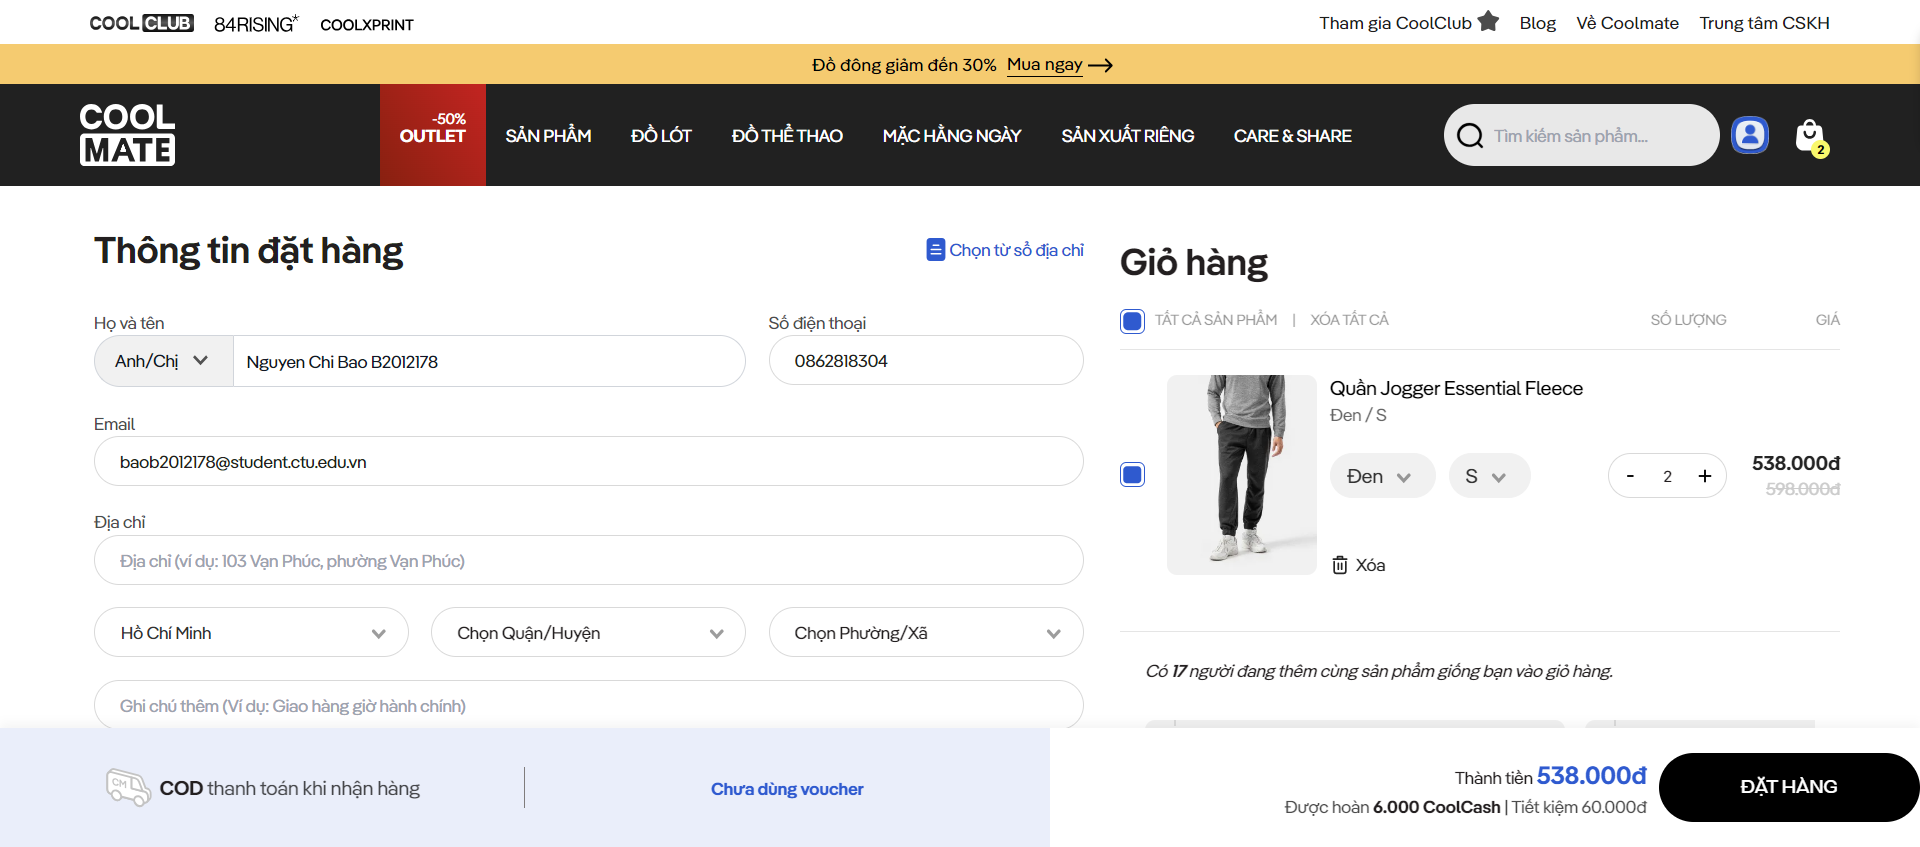 COOL CLUB 84RISING* COOLXPRINT Tham gia CoolClub Blog Về Coolmate Trung tâm CSKH
Đồ đông giảm đến 30% Mua ngay
COOL
MATE
-50%
OUTLET SẢN PHẨM ĐỒ LÓT ĐỒ THỂ THAO MẶC HẰNG NGÀY SẢN XUẤT RIÊNG CARE & SHARE Tìm kiếm sản phẩm... 2
Thông tin đặt hàng Chọn từ sổ địa chỉ
Họ và tên Số điện thoại
Anh/Chị Nguyen Chi Bao B2012178 0862818304
Email
baob2012178@student.ctu.edu.vn
Địa chỉ
Địa chỉ (ví dụ: 103 Vạn Phúc, phường Vạn Phúc)
Hồ Chí Minh Chọn Quận/Huyện Chọn Phường/Xã
Ghi chú thêm (Ví dụ: Giao hàng giờ hành chính)
Giỏ hàng
TẤT CẢ SẢN PHẨM | XÓA TẤT CẢ SỐ LƯỢNG GIÁ
Quần Jogger Essential Fleece
Đen / S
Đen S - 2 + 538.000đ
598.000đ
Xóa
Có 17 người đang thêm cùng sản phẩm giống bạn vào giỏ hàng.
CM COD thanh toán khi nhận hàng Chưa dùng voucher
Thành tiền 538.000đ
Được hoàn 6.000 CoolCash | Tiết kiệm 60.000đ
ĐẶT HÀNG